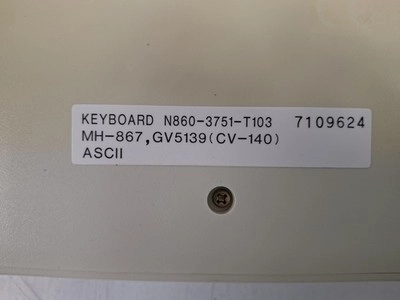 KEYBOARD N860-3751-T103 7109624
MH-867,GV5139(CV-140)
ASCII